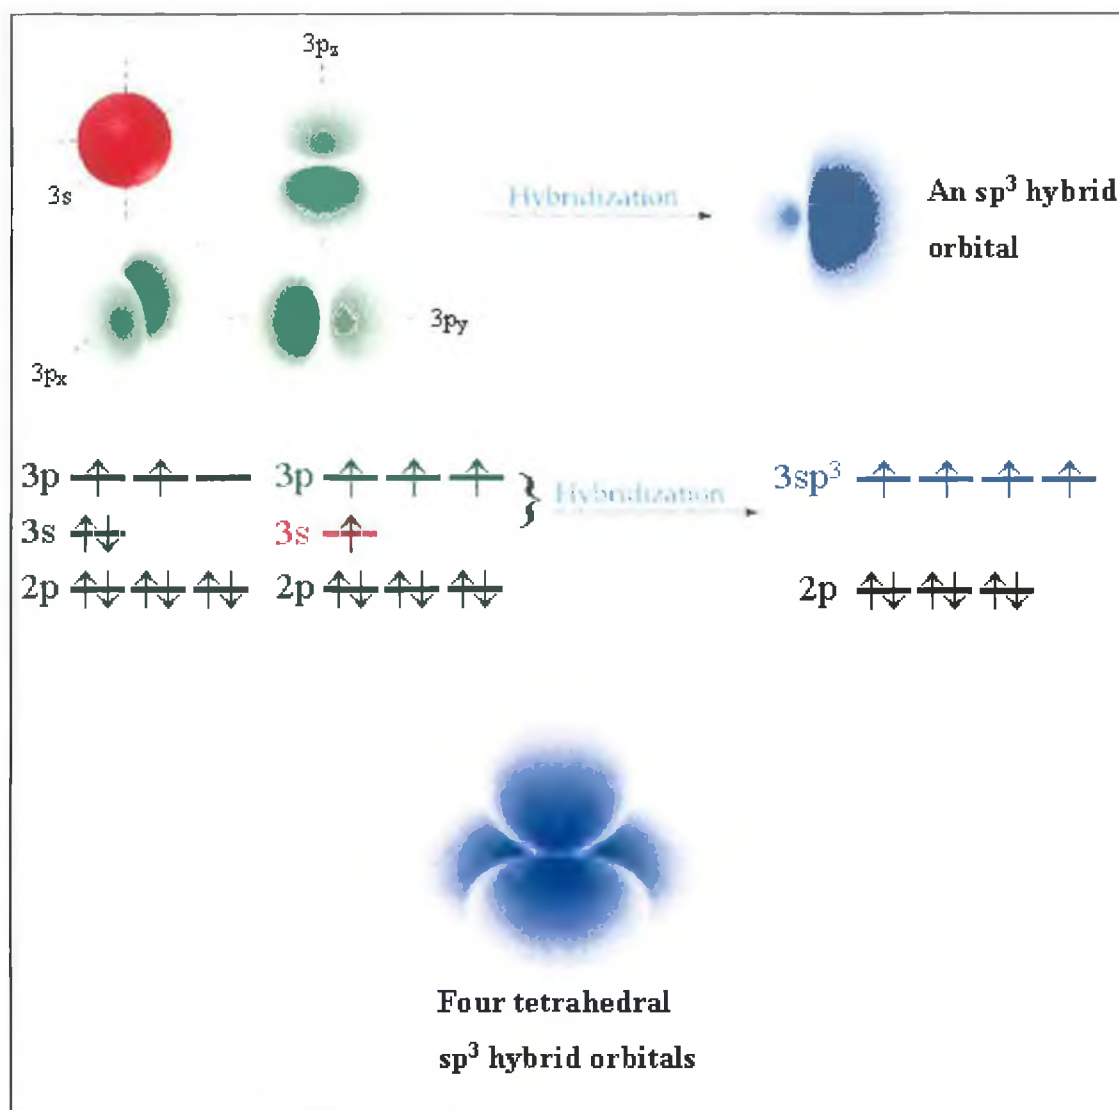 3pz
3s
Hybridization
An sp³ hybrid
orbital
3py
3px
3p 3p Hybridization 3sp³
3s 3s
2p 2p 2p
Four tetrahedral
sp³ hybrid orbitals